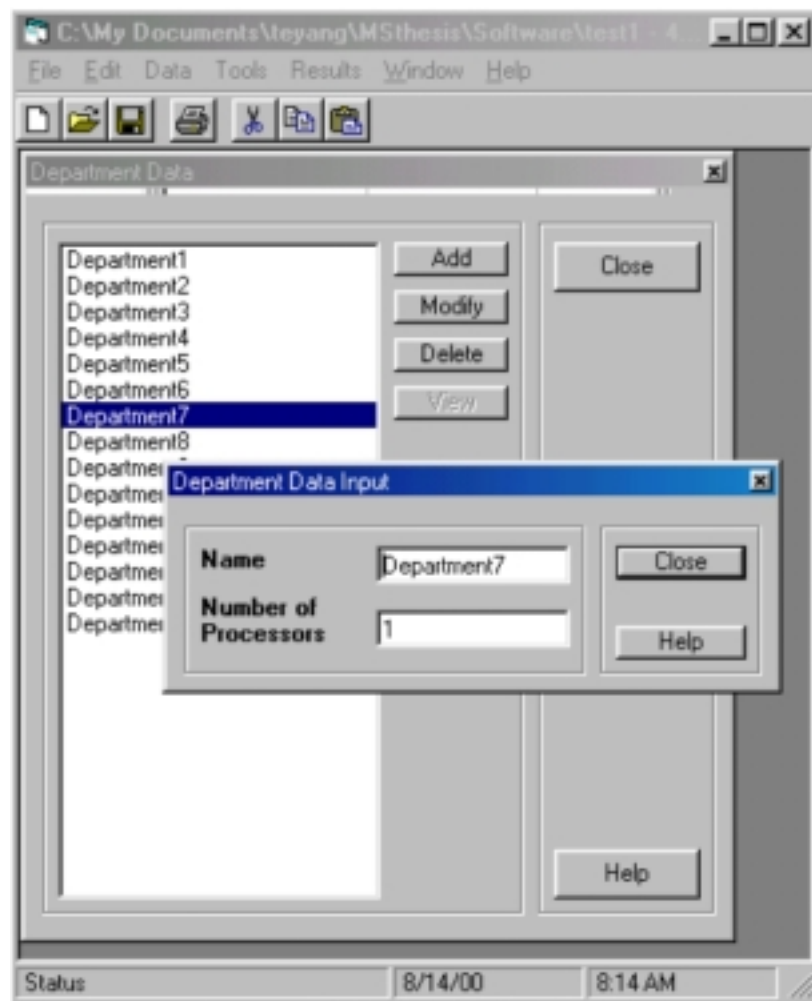 C:\My Documents\teyang\MSthesis\Software\test1 - 4...
File Edit Data Tools Results Window Help
Department Data
Department1
Department2
Department3
Department4
Department5
Department6
Department7
Department8
Add
Modify
Delete
View
Close
Department Data Input
Name
Department7
Number of
Processors
1
Close
Help
Help
Status
8/14/00
8:14 AM